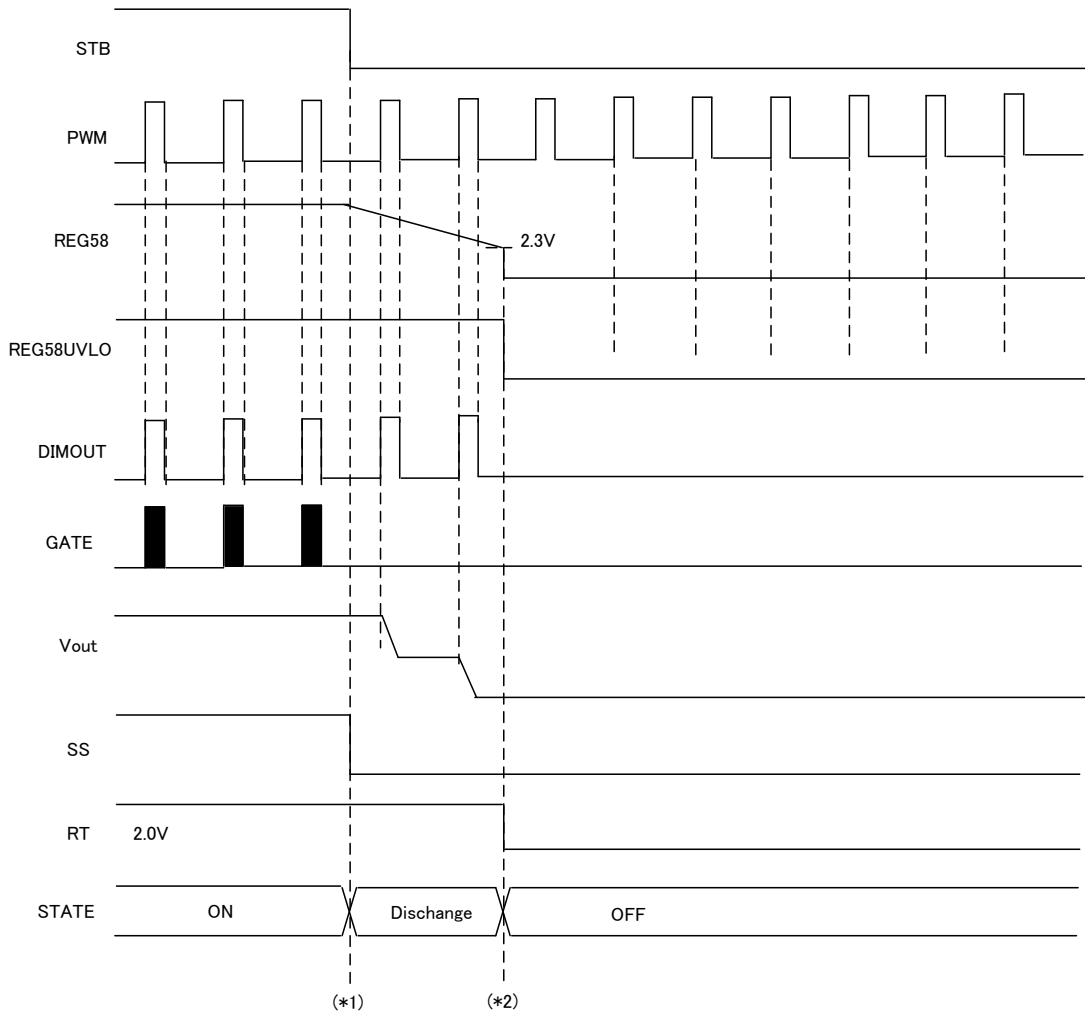 STB
PWM
REG58
2.3V
REG58UVLO
DIMOUT
GATE
Vout
SS
RT 2.0V
STATE ON Dischange OFF
(*1) (*2)